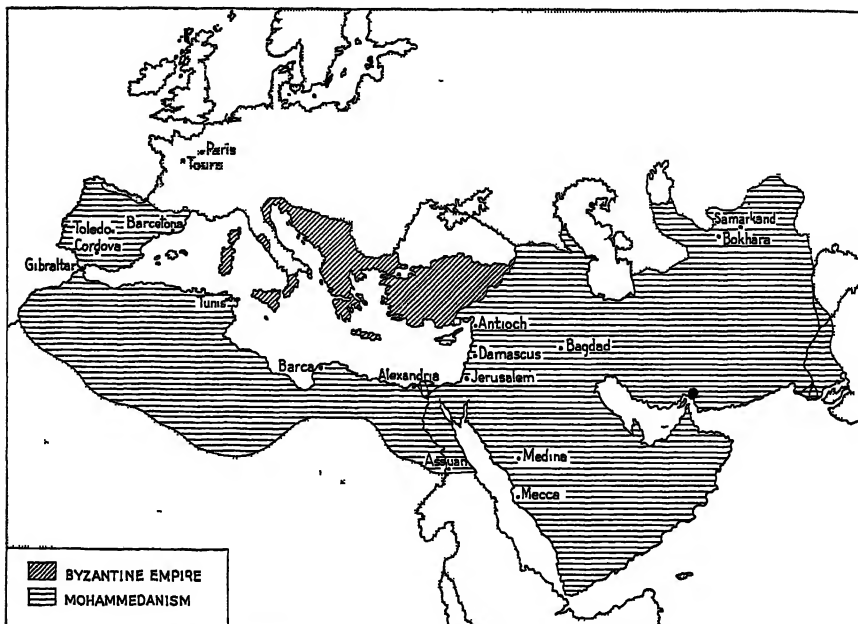 Paris
Tours
Toledo
Barcelona
Cordova
Gibraltar
Tunis
Barca
Alexandria
Antioch
Damascus
Bagdad
Jerusalem
Samarkand
Bokhara
Assuan
Medina
Mecca
BYZANTINE EMPIRE
MOHAMMEDANISM